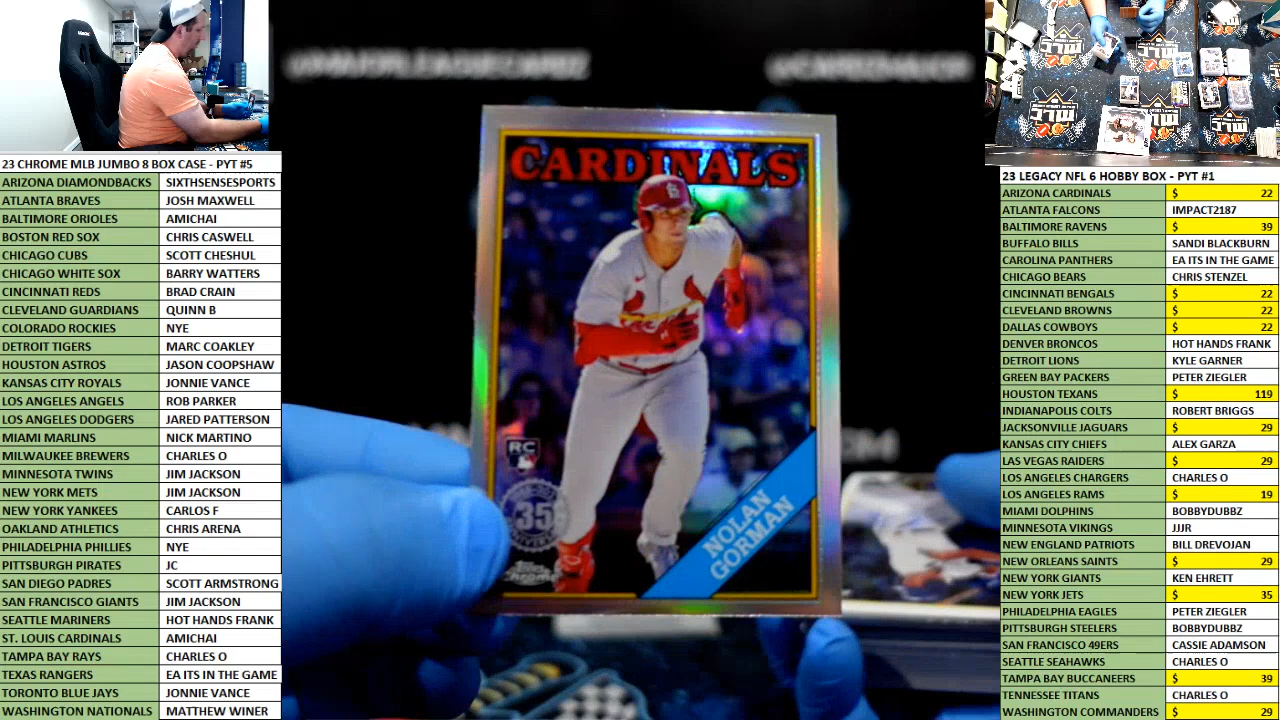 23 CHROME MLB JUMBO 8 BOX CASE - PYT #5
ARIZONA DIAMONDBACKS SIXTHSENSESPORTS
ATLANTA BRAVES JOSH MAXWELL
BALTIMORE ORIOLES AMICHAI
BOSTON RED SOX CHRIS CASWELL
CHICAGO CUBS SCOTT CHESHUL
CHICAGO WHITE SOX BARRY WATTERS
CINCINNATI REDS BRAD CRAIN
CLEVELAND GUARDIANS QUINN B
COLORADO ROCKIES NYE
DETROIT TIGERS MARC COAKLEY
HOUSTON ASTROS JASON COOPSHAW
KANSAS CITY ROYALS JONNIE VANCE
LOS ANGELES ANGELS ROB PARKER
LOS ANGELES DODGERS JARED PATTERSON
MIAMI MARLINS NICK MARTINO
MILWAUKEE BREWERS CHARLES O
MINNESOTA TWINS JIM JACKSON
NEW YORK METS JIM JACKSON
NEW YORK YANKEES CARLOS F
OAKLAND ATHLETICS CHRIS ARENA
PHILADELPHIA PHILLIES NYE
PITTSBURGH PIRATES JC
SAN DIEGO PADRES SCOTT ARMSTRONG
SAN FRANCISCO GIANTS JIM JACKSON
SEATTLE MARINERS HOT HANDS FRANK
ST. LOUIS CARDINALS AMICHAI
TAMPA BAY RAYS CHARLES O
TEXAS RANGERS EA ITS IN THE GAME
TORONTO BLUE JAYS JONNIE VANCE
WASHINGTON NATIONALS MATTHEW WINER
CARDINALS
RC
35
Topps
Chrome
NOLAN
GORMAN
23 LEGACY NFL 6 HOBBY BOX - PYT #1
ARIZONA CARDINALS $ 22
ATLANTA FALCONS IMPACT2187
BALTIMORE RAVENS $ 39
BUFFALO BILLS SANDI BLACKBURN
CAROLINA PANTHERS EA ITS IN THE GAME
CHICAGO BEARS CHRIS STENZEL
CINCINNATI BENGALS $ 22
CLEVELAND BROWNS $ 22
DALLAS COWBOYS $ 22
DENVER BRONCOS HOT HANDS FRANK
DETROIT LIONS KYLE GARNER
GREEN BAY PACKERS PETER ZIEGLER
HOUSTON TEXANS $ 119
INDIANAPOLIS COLTS ROBERT BRIGGS
JACKSONVILLE JAGUARS $ 29
KANSAS CITY CHIEFS ALEX GARZA
LAS VEGAS RAIDERS $ 29
LOS ANGELES CHARGERS CHARLES O
LOS ANGELES RAMS $ 19
MIAMI DOLPHINS BOBBYDUBBZ
MINNESOTA VIKINGS JJJR
NEW ENGLAND PATRIOTS BILL DREVOJAN
NEW ORLEANS SAINTS $ 29
NEW YORK GIANTS KEN EHRETT
NEW YORK JETS $ 35
PHILADELPHIA EAGLES PETER ZIEGLER
PITTSBURGH STEELERS BOBBYDUBBZ
SAN FRANCISCO 49ERS CASSIE ADAMSON
SEATTLE SEAHAWKS CHARLES O
TAMPA BAY BUCCANEERS $ 39
TENNESSEE TITANS CHARLES O
WASHINGTON COMMANDERS $ 29